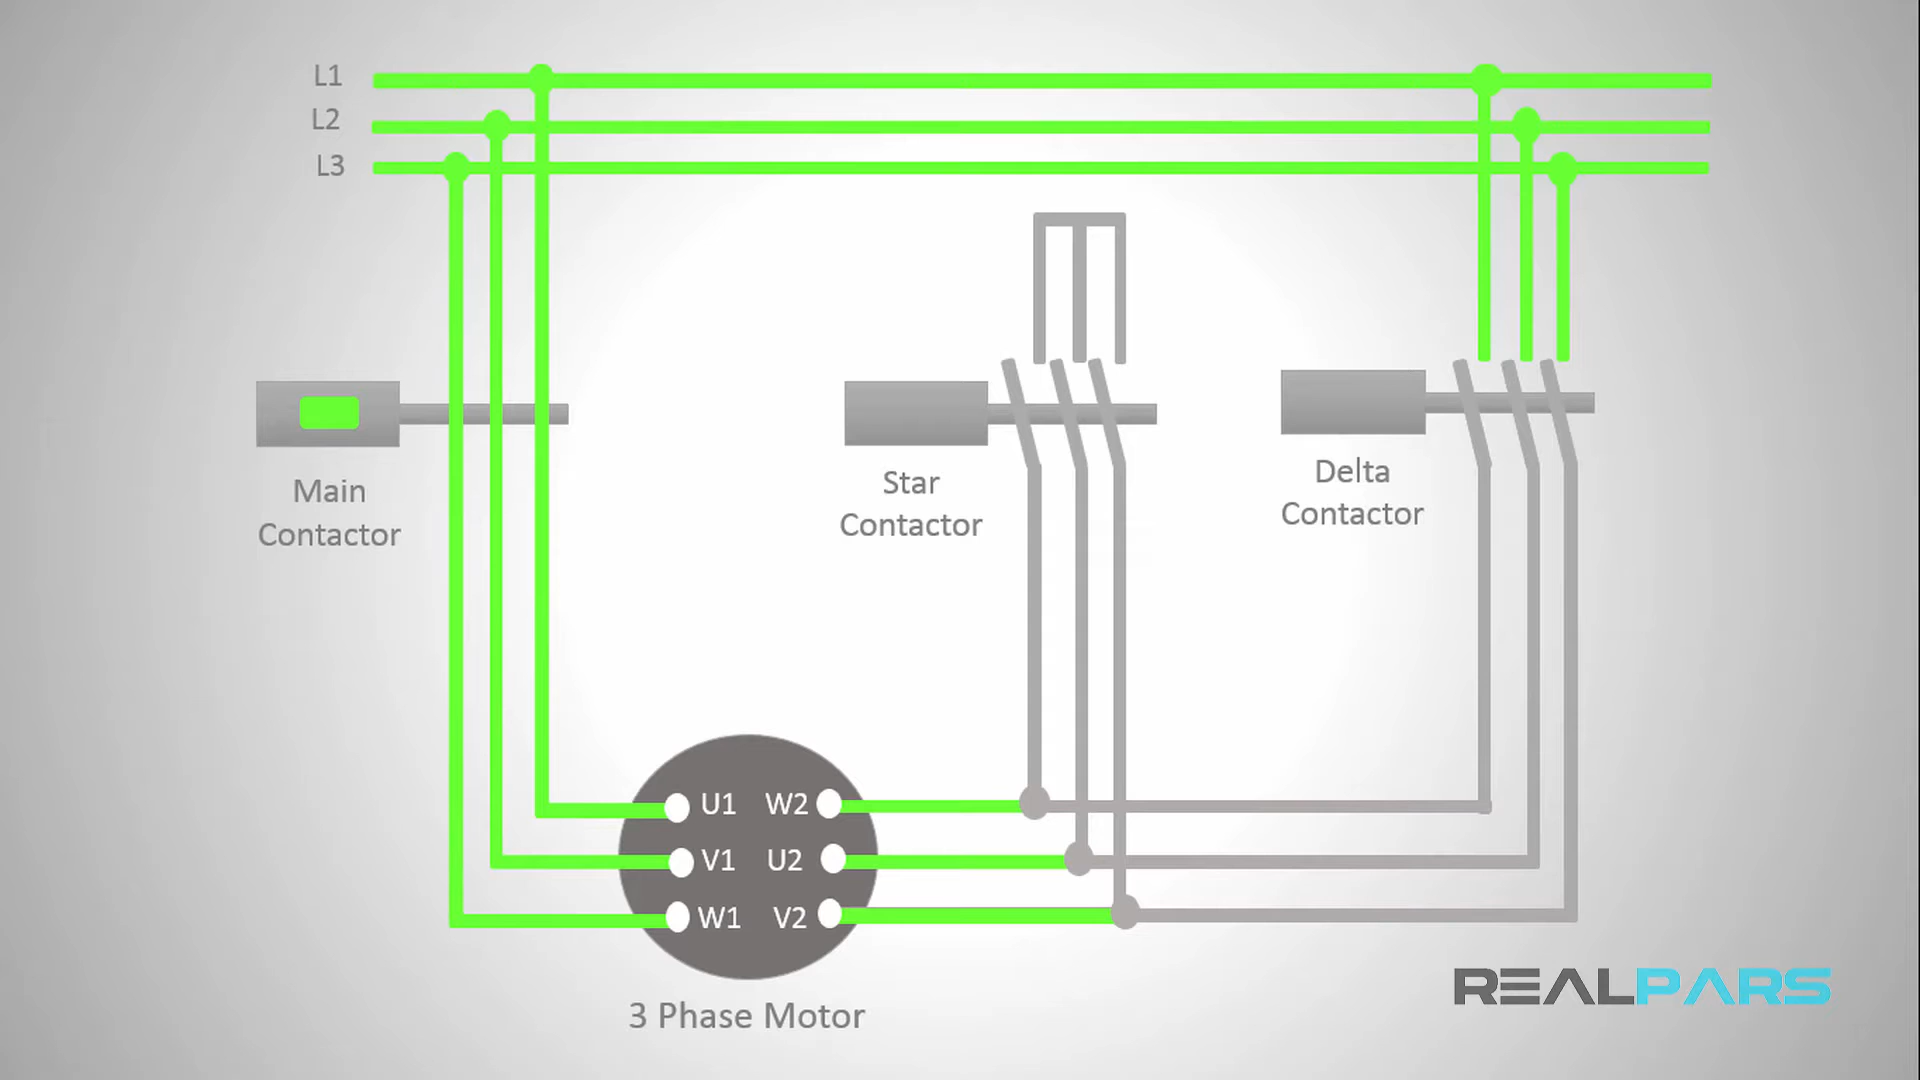 L1
L2
L3
Main
Contactor
Star
Contactor
Delta
Contactor
U1 W2
V1 U2
W1 V2
3 Phase Motor
REALPARS